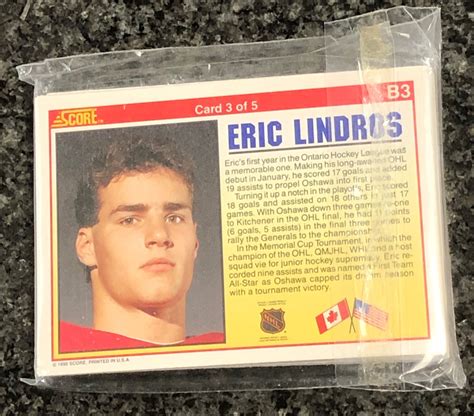 SCORE
Card 3 of 5
B3
ERIC LINDROS
Eric's first year in the Ontario Hockey League was
a memorable one. Making his long-awaited OHL
debut in January, he scored 17 goals and added
19 assists to propel Oshawa into first place.
Turning it up a notch in the playoffs, Eric scored
18 goals and assisted on 18 others in 17
games. With Oshawa down three games-to-one
to Kitchener in the OHL final, he had 11 points
(6 goals, 5 assists) in the final three games to
rally the Generals to the championship.
In the Memorial Cup Tournament, in which the
champion of the OHL, QMJHL, WHL and a host
squad vie for junior hockey supremacy, Eric re-
corded nine assists and was named a First Team
All-Star as Oshawa capped its dream season
with a tournament victory.
NHL
© 1990 SCORE, PRINTED IN U.S.A.